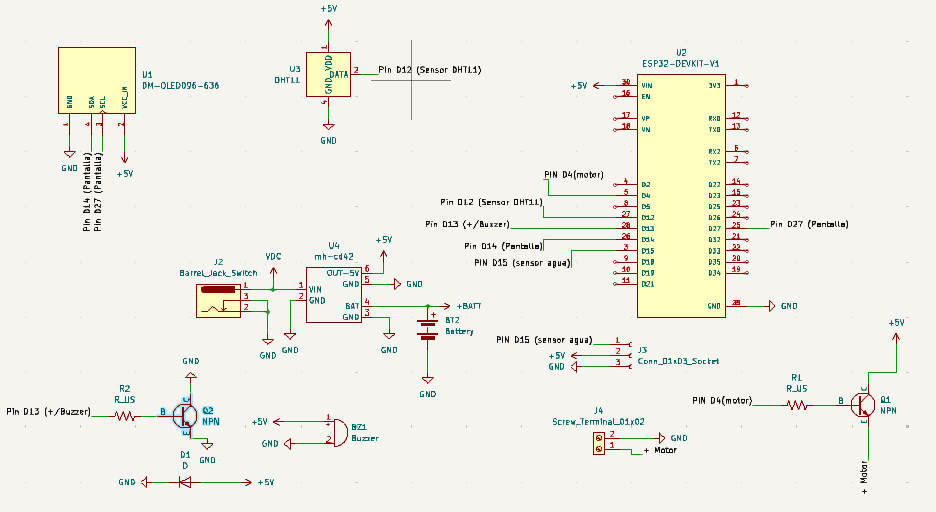 +5V
U1
DM-OLED096-636
GND
SDA
SCL
VCC_IN
1
4
3
2
GND
+5V
Pin D14 (Pantalla)
Pin D27 (Pantalla)
+5V
U3
DHT11
1
VDD
DATA
GND
2
4
Pin D12 (Sensor DHT11)
GND
U2
ESP32-DEVKIT-V1
+5V
30 VIN
16 EN
17 VP
18 VN
4 D2
5 D4
8 D5
27 D12
28 D13
26 D14
3 D15
9 D18
10 D19
11 D21
3V3 1
RX0 12
TX0 13
RX2 6
TX2 7
D22 14
D23 15
D25 23
D26 24
D27 25
D32 21
D33 22
D35 20
D34 19
GND 29
GND
PIN D4(motor)
Pin D12 (Sensor DHT11)
Pin D13 (+/Buzzer)
Pin D14 (Pantalla)
PIN D15 (sensor agua)
Pin D27 (Pantalla)
J2
Barrel_Jack_Switch
1
3
2
VDC
GND
GND
U4
mh-cd42
1 VIN
2 GND
OUT-5V 6
GND 5
BAT 4
GND 3
+5V
GND
+BATT
GND
+
BT2
Battery
GND
PIN D15 (sensor agua)
+5V
GND
1
2
3
J3
Conn_01x03_Socket
GND
R2
R_US
Pin D13 (+/Buzzer)
B
C
E
Q2
NPN
GND
D1
D
GND
+5V
+5V
GND
1
+
2
BZ1
Buzzer
J4
Screw_Terminal_01x02
2
1
GND
+ Motor
+5V
R1
R_US
PIN D4(motor)
B
C
E
Q1
NPN
+ Motor